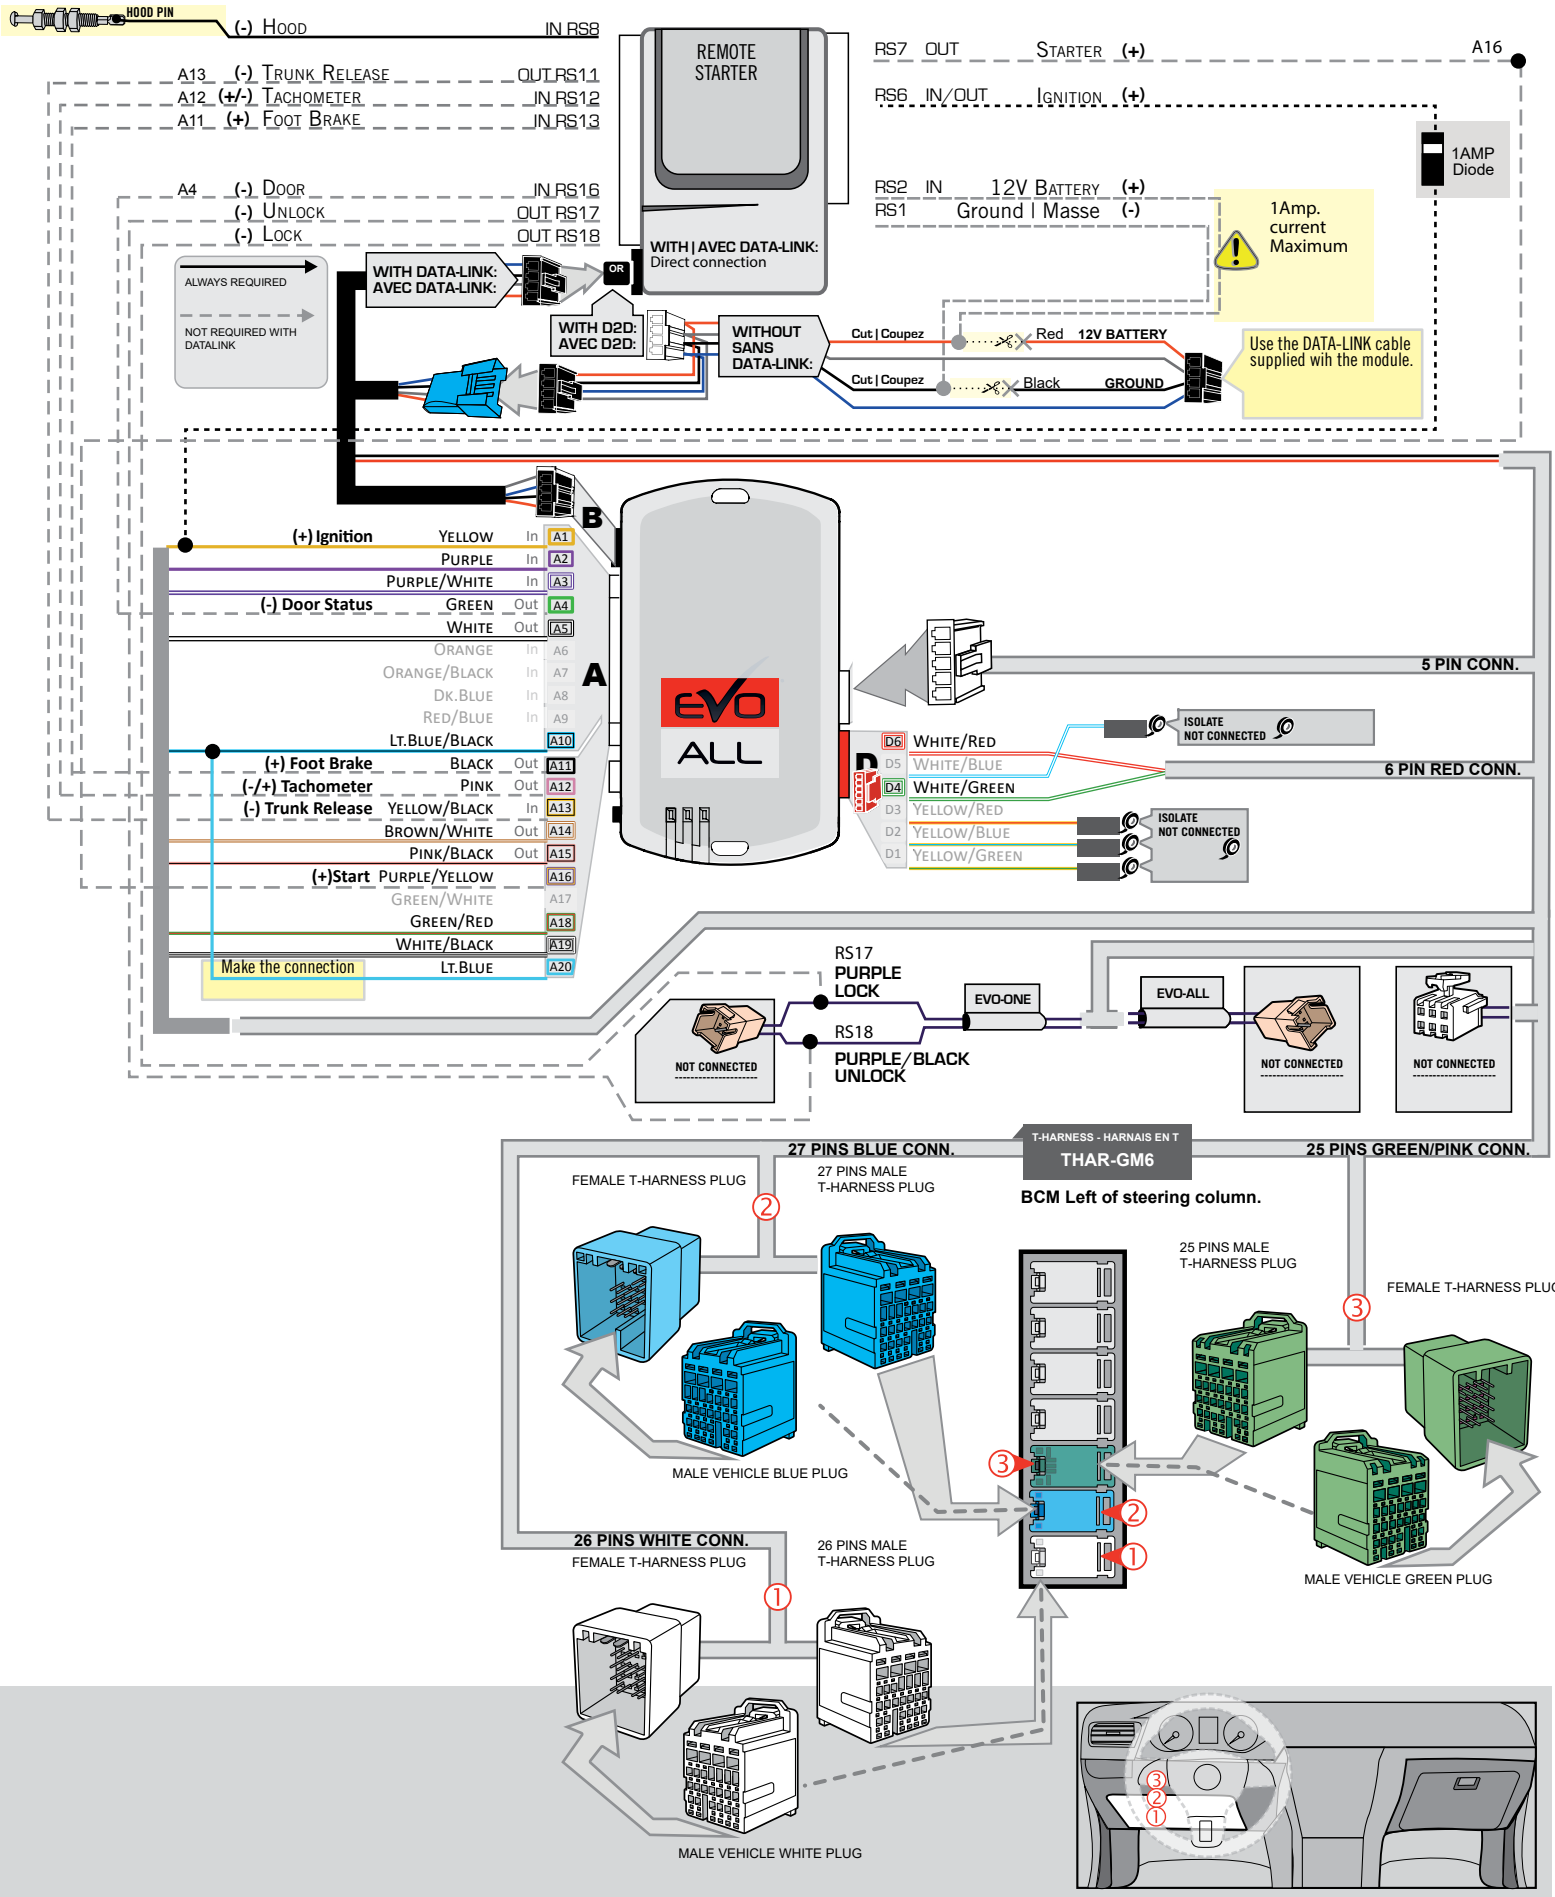 HOOD PIN
(-) HOOD IN RS8
A13 (-) TRUNK RELEASE OUT RS11
A12 (+/-) TACHOMETER IN RS12
A11 (+) FOOT BRAKE IN RS13
A4 (-) DOOR IN RS16
(-) UNLOCK OUT RS17
(-) LOCK OUT RS18
REMOTE
STARTER
WITH | AVEC DATA-LINK:
Direct connection
RS7 OUT STARTER (+) A16
RS6 IN/OUT IGNITION (+)
1AMP
Diode
RS2 IN 12V BATTERY (+)
RS1 Ground | Masse (-)
1Amp.
current
Maximum
ALWAYS REQUIRED
NOT REQUIRED WITH
DATALINK
WITH DATA-LINK:
AVEC DATA-LINK:
OR
WITH D2D:
AVEC D2D:
WITHOUT
SANS
DATA-LINK:
Cut | Coupez Red 12V BATTERY
Cut | Coupez Black GROUND
Use the DATA-LINK cable
supplied wih the module.
B
A
D
(+) Ignition YELLOW In A1
PURPLE In A2
PURPLE/WHITE In A3
(-) Door Status GREEN Out A4
WHITE Out A5
ORANGE In A6
ORANGE/BLACK In A7
DK.BLUE In A8
RED/BLUE In A9
LT.BLUE/BLACK A10
(+) Foot Brake BLACK Out A11
(-/+) Tachometer PINK Out A12
(-) Trunk Release YELLOW/BLACK In A13
BROWN/WHITE Out A14
PINK/BLACK Out A15
(+)Start PURPLE/YELLOW A16
GREEN/WHITE A17
GREEN/RED A18
WHITE/BLACK A19
Make the connection LT.BLUE A20
EVO
ALL
5 PIN CONN.
D6 WHITE/RED
D5 WHITE/BLUE
D4 WHITE/GREEN
D3 YELLOW/RED
D2 YELLOW/BLUE
D1 YELLOW/GREEN
ISOLATE
NOT CONNECTED
6 PIN RED CONN.
ISOLATE
NOT CONNECTED
RS17
PURPLE
LOCK
RS18
PURPLE/BLACK
UNLOCK
NOT CONNECTED
EVO-ONE
EVO-ALL
NOT CONNECTED
NOT CONNECTED
T-HARNESS - HARNAIS EN T
THAR-GM6
27 PINS BLUE CONN.
25 PINS GREEN/PINK CONN.
BCM Left of steering column.
FEMALE T-HARNESS PLUG
2
27 PINS MALE
T-HARNESS PLUG
25 PINS MALE
T-HARNESS PLUG
3
FEMALE T-HARNESS PLUG
MALE VEHICLE BLUE PLUG
3
2
1
MALE VEHICLE GREEN PLUG
26 PINS WHITE CONN.
FEMALE T-HARNESS PLUG
1
26 PINS MALE
T-HARNESS PLUG
MALE VEHICLE WHITE PLUG
3
2
1